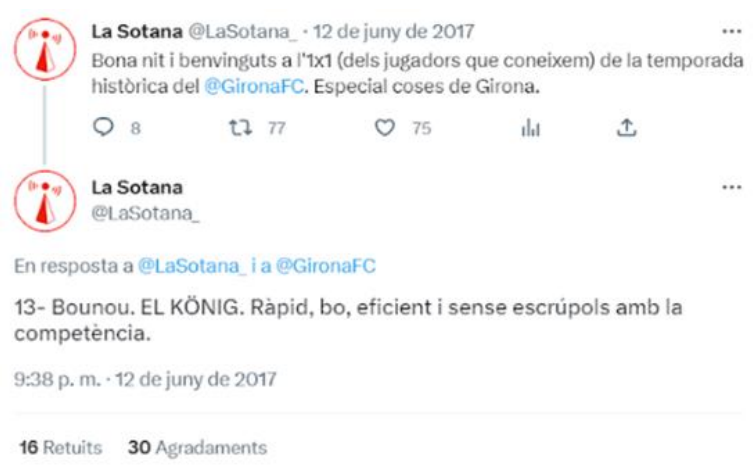 La Sotana @LaSotana_ · 12 de juny de 2017
Bona nit i benvinguts a l'1x1 (dels jugadors que coneixem) de la temporada
històrica del @GironaFC. Especial coses de Girona.
8 77 75
La Sotana
@LaSotana_
En resposta a @LaSotana_ i a @GironaFC
13- Bounou. EL KÖNIG. Ràpid, bo, eficient i sense escrúpols amb la
competència.
9:38 p. m. · 12 de juny de 2017
16 Retuits 30 Agradaments